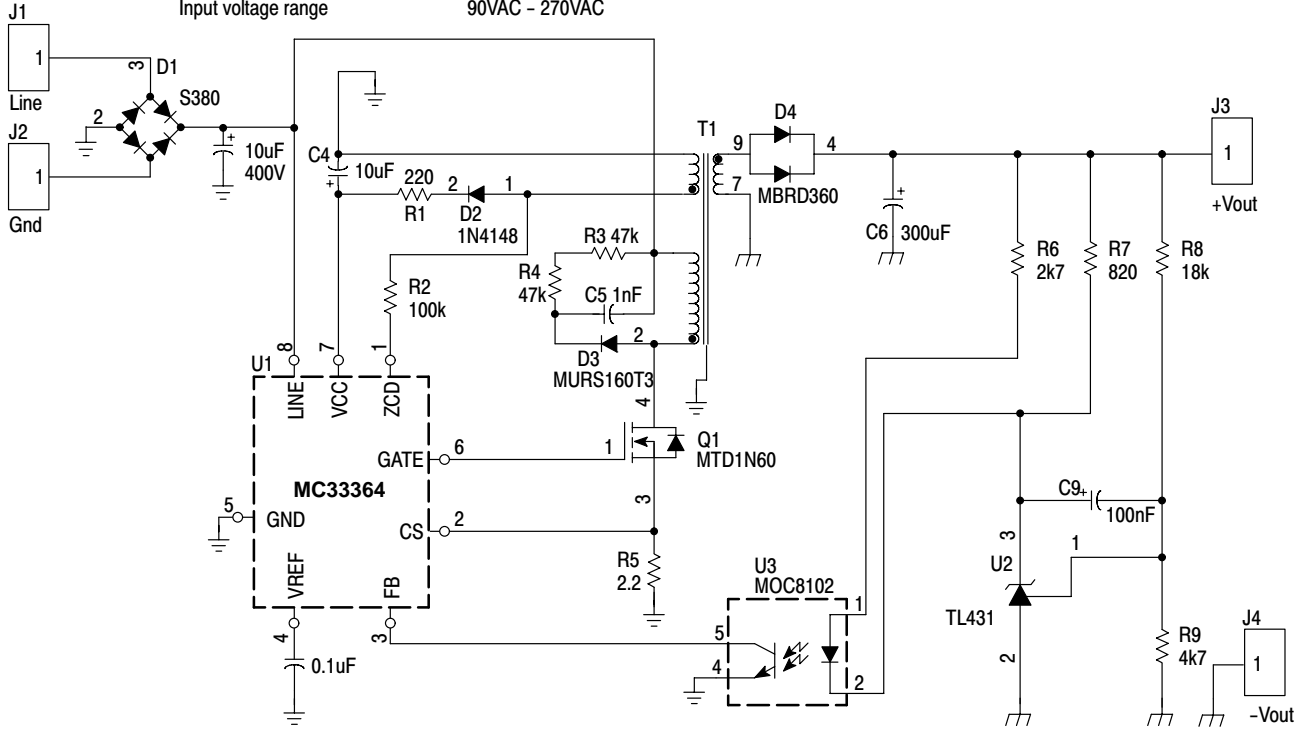 Input voltage range 90VAC – 270VAC
J1
1
Line
J2
1
Gnd
3
D1
S380
2
10uF
400V
C4
10uF
220
R1
2
D2
1N4148
1
R2
100k
T1
9
7
D4
MBRD360
4
C6
300uF
R3 47k
R4
47k
C5 1nF
D3
MURS160T3
2
4
R6
2k7
R7
820
R8
18k
J3
1
+Vout
U1
8
7
1
LINE
VCC
ZCD
GATE
6
MC33364
5
GND
CS
2
VREF
FB
4
3
0.1uF
1
Q1
MTD1N60
3
R5
2.2
U3
MOC8102
5
4
1
2
C9
100nF
3
U2
TL431
1
2
R9
4k7
J4
1
–Vout